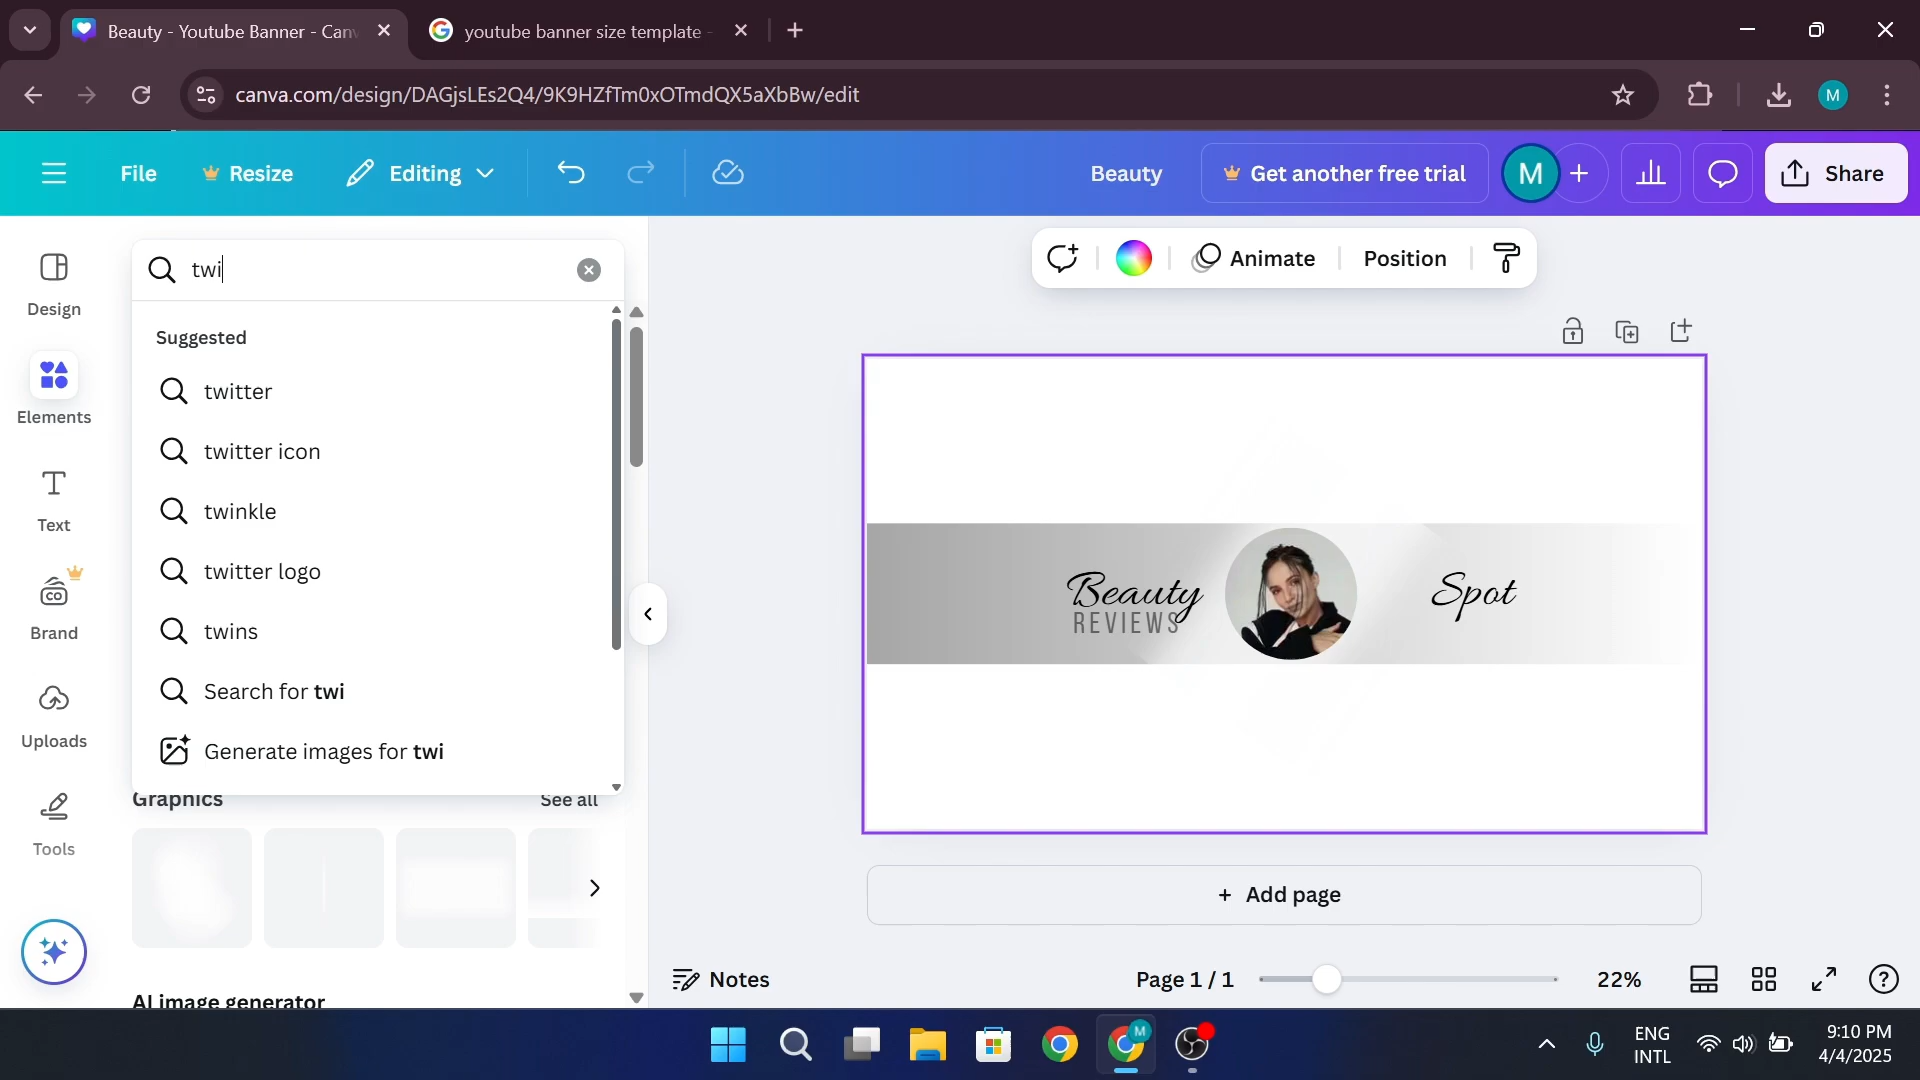 Beauty - Youtube Banner - Can
youtube banner size template -
canva.com/design/DAGjsLEs2Q4/9K9HZfTm0xOTmdQX5aXbBw/edit
M
File
Resize
Editing
Beauty
Get another free trial
M
Share
Design
Elements
Text
Brand
Uploads
Tools
twi
Suggested
twitter
twitter icon
twinkle
twitter logo
twins
Search for twi
Generate images for twi
Graphics
See all
AI image generator
Animate
Position
Beauty
REVIEWS
Spot
+ Add page
Notes
Page 1 / 1
22%
M
ENG
INTL
9:10 PM
4/4/2025